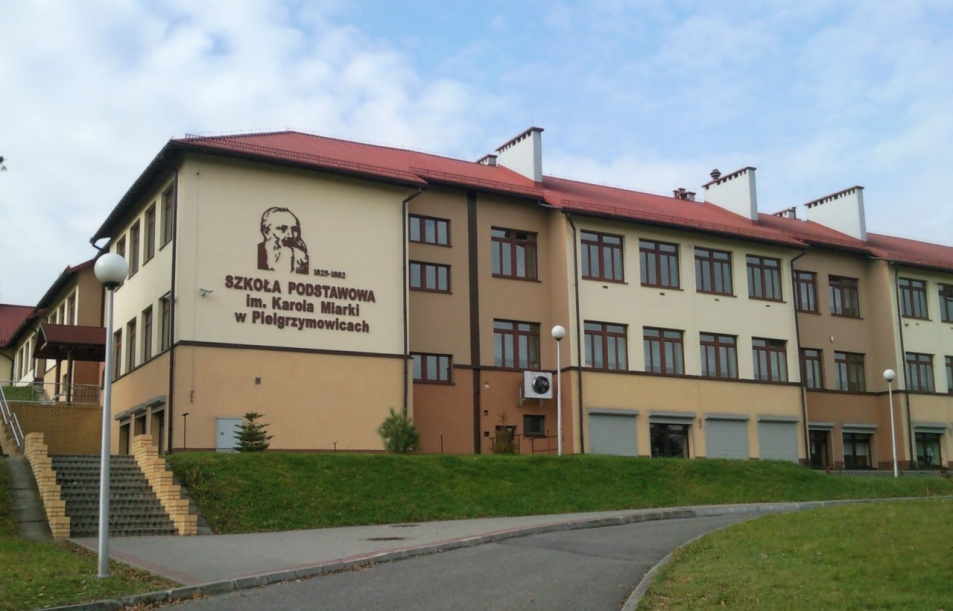 1825-1882
SZKOŁA PODSTAWOWA
im. Karola Miarki
w Pielgrzymowicach